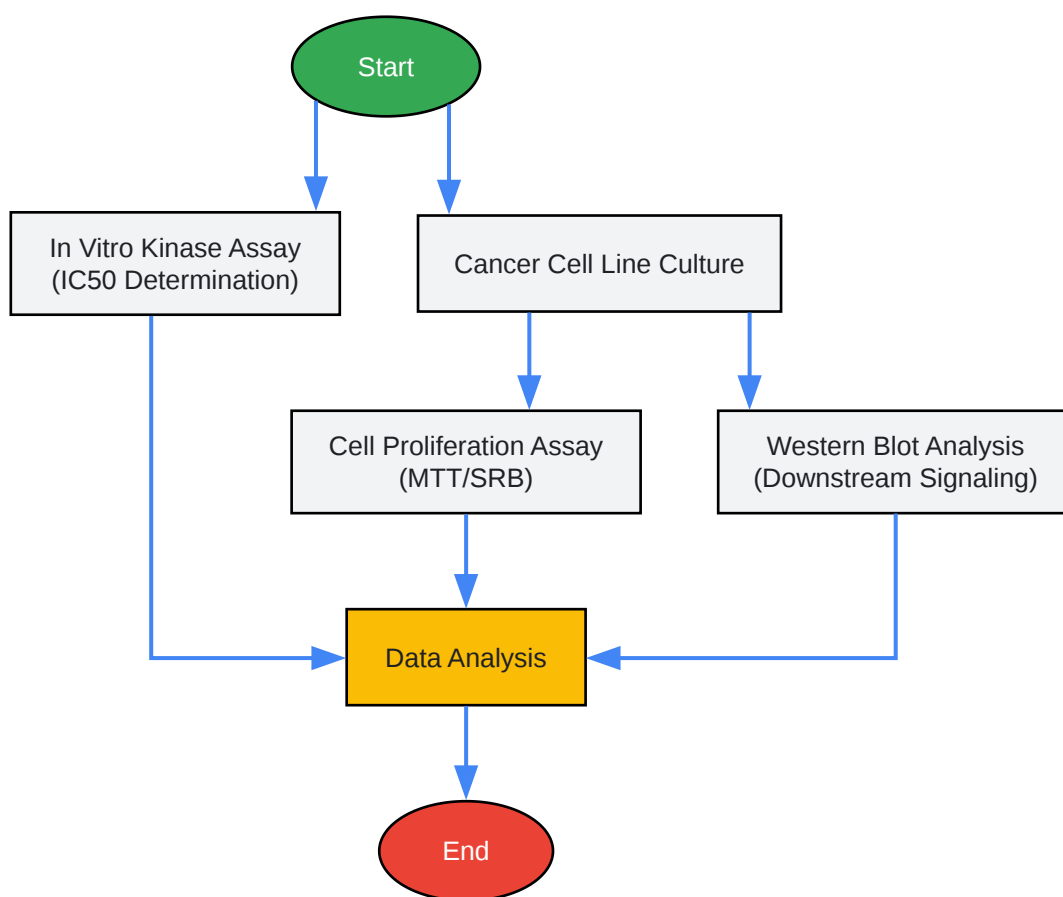 Start
In Vitro Kinase Assay
(IC50 Determination)
Cancer Cell Line Culture
Cell Proliferation Assay
(MTT/SRB)
Western Blot Analysis
(Downstream Signaling)
Data Analysis
End